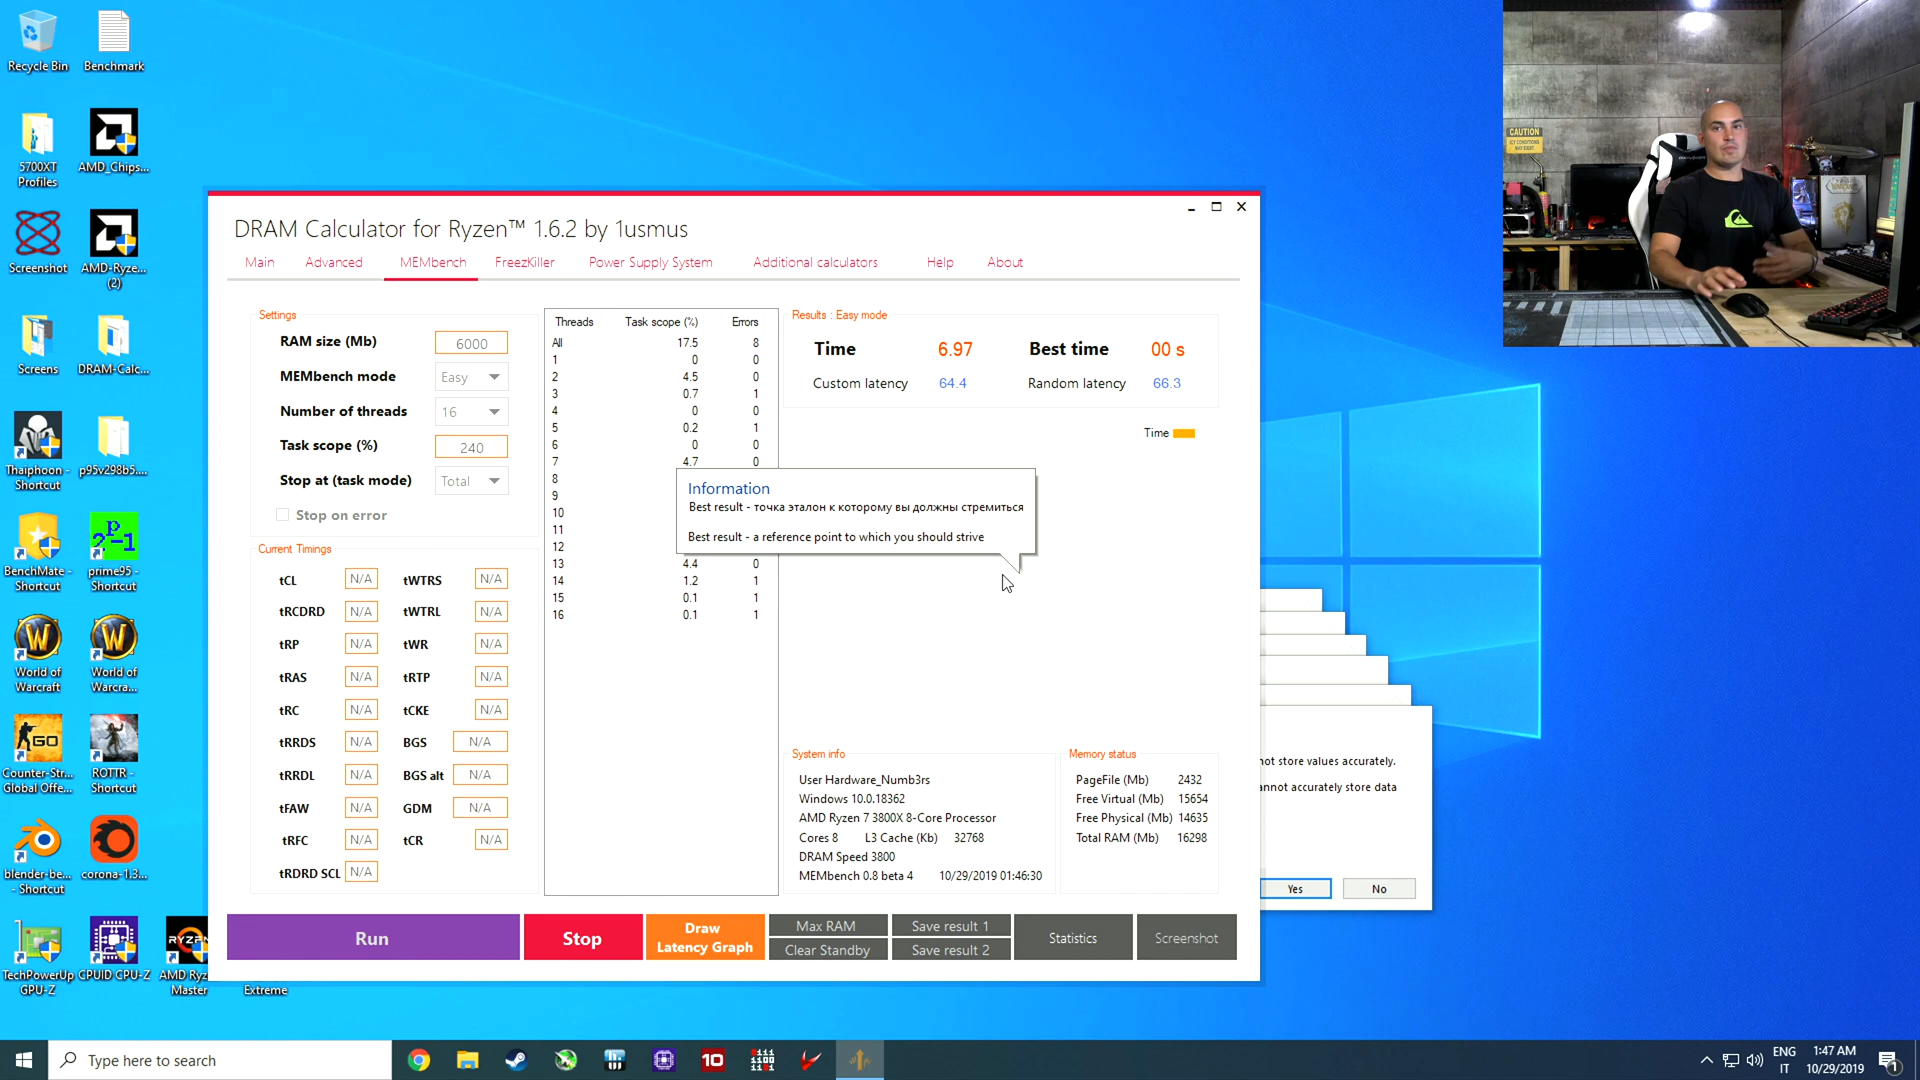 Recycle Bin
Benchmark
5700XT
Profiles
AMD_Chips...
Screenshot
AMD-Ryze...
(2)
Screens
DRAM-Calc...
Thaiphoon -
Shortcut
p95v298b5....
BenchMate -
Shortcut
prime95 -
Shortcut
World of
Warcraft
World of
Warcra...
Counter-Str...
Global Offe...
ROTTR -
Shortcut
blender-be...
- Shortcut
corona-1.3...
TechPowerUp
GPU-Z
CPUID CPU-Z
AMD Ryz
Master
Extreme
CAUTION
DRAM Calculator for Ryzen™ 1.6.2 by 1usmus
Main Advanced MEMbench FreezKiller Power Supply System Additional calculators Help About
Settings
RAM size (Mb) 6000
MEMbench mode Easy
Number of threads 16
Task scope (%) 240
Stop at (task mode) Total
Stop on error
Current Timings
tCL N/A tWTRS N/A
tRCDRD N/A tWTRL N/A
tRP N/A tWR N/A
tRAS N/A tRTP N/A
tRC N/A tCKE N/A
tRRDS N/A BGS N/A
tRRDL N/A BGS alt N/A
tFAW N/A GDM N/A
tRFC N/A tCR N/A
tRDRD SCL N/A
Threads Task scope (%) Errors
All 17.5 8
1 0 0
2 4.5 0
3 0.7 1
4 0 0
5 0.2 1
6 0 0
7 4.7 0
8
9
10
11
12
13 4.4 0
14 1.2 1
15 0.1 1
16 0.1 1
Results : Easy mode
Time 6.97 Best time 00 s
Custom latency 64.4 Random latency 66.3
Time
Information
Best result - точка эталон к которому вы должны стремиться
Best result - a reference point to which you should strive
System info
User Hardware_Numb3rs
Windows 10.0.18362
AMD Ryzen 7 3800X 8-Core Processor
Cores 8 L3 Cache (Kb) 32768
DRAM Speed 3800
MEMbench 0.8 beta 4 10/29/2019 01:46:30
Memory status
PageFile (Mb) 2432
Free Virtual (Mb) 15654
Free Physical (Mb) 14635
Total RAM (Mb) 16298
not store values accurately.
annot accurately store data
Yes No
Run
Stop
Draw
Latency Graph
Max RAM
Clear Standby
Save result 1
Save result 2
Statistics
Screenshot
Type here to search
10
ENG
IT
1:47 AM
10/29/2019
1